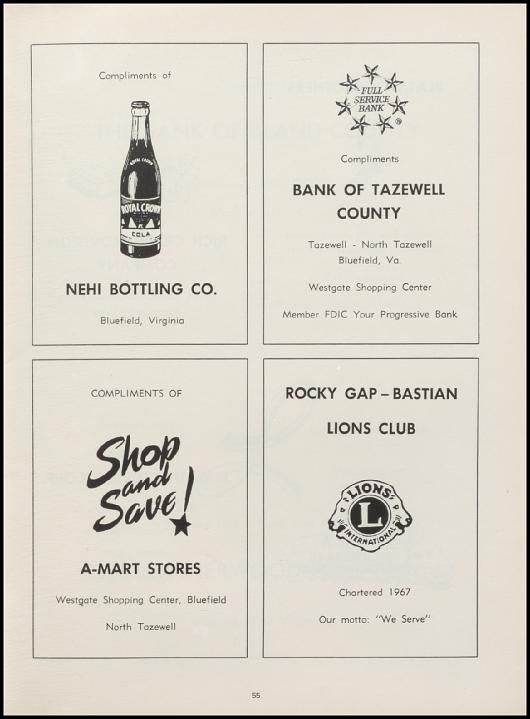 Compliments of
ROYAL CROWN
ROYAL CROWN
COLA
NEHI BOTTLING CO.
Bluefield, Virginia
FULL
SERVICE
BANK
®
Compliments
BANK OF TAZEWELL
COUNTY
Tazewell - North Tazewell
Bluefield, Va.
Westgate Shopping Center
Member FDIC Your Progressive Bank
COMPLIMENTS OF
Shop
and
Save!
A-MART STORES
Westgate Shopping Center, Bluefield
North Tazewell
ROCKY GAP – BASTIAN
LIONS CLUB
LIONS
L
INTERNATIONAL
Chartered 1967
Our motto: "We Serve"
55